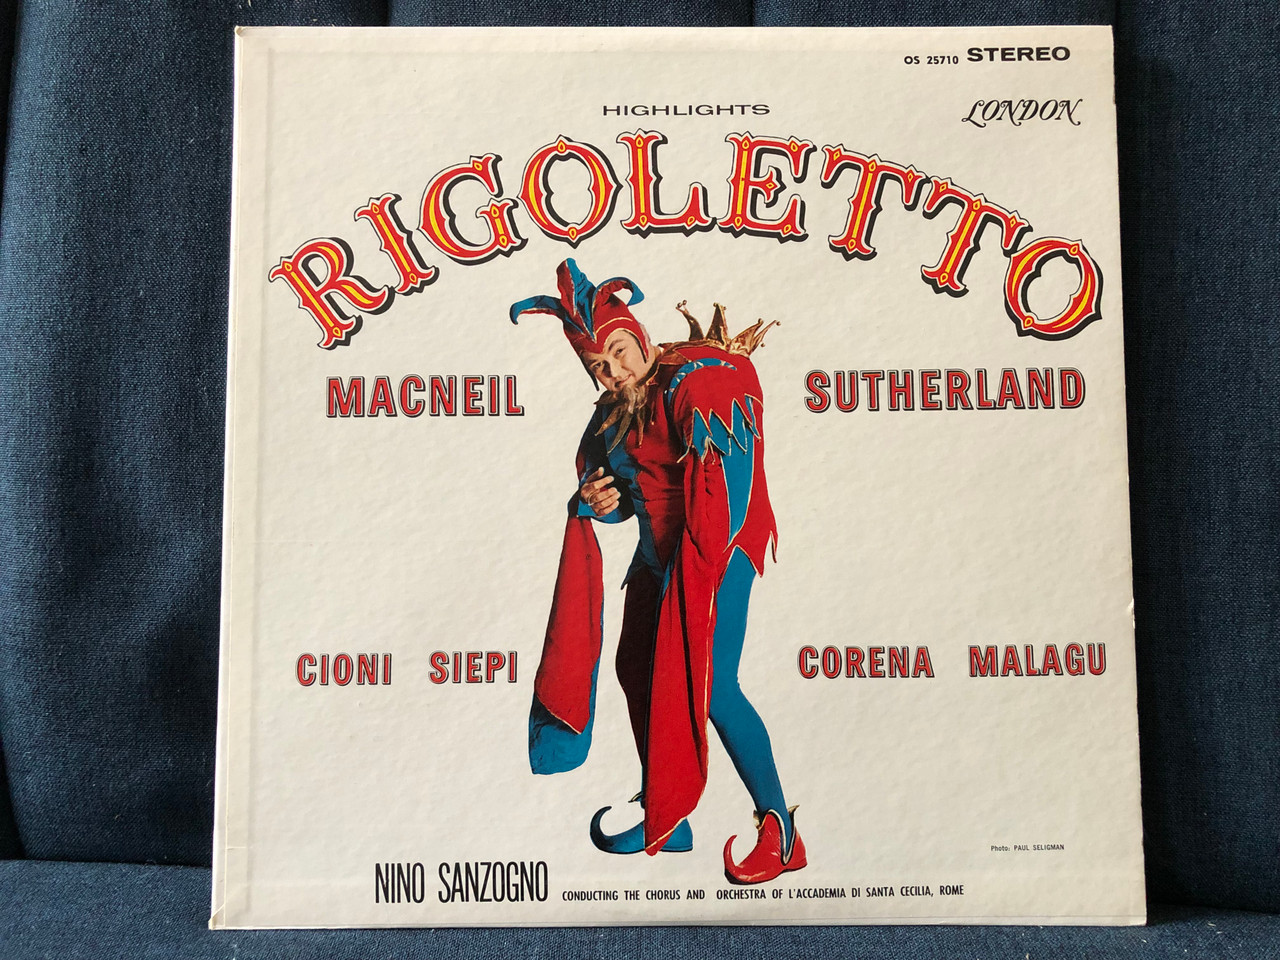 OS 25710 STEREO
HIGHLIGHTS
LONDON
RIGOLETTO
MACNEIL SUTHERLAND
CIONI SIEPI CORENA MALAGU
Photo: PAUL SELIGMAN
NINO SANZOGNO CONDUCTING THE CHORUS AND ORCHESTRA OF L'ACCADEMIA DI SANTA CECILIA, ROME